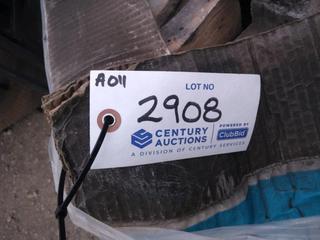 A011
LOT NO
2908
CENTURY AUCTIONS
POWERED BY
ClubBid
A DIVISION OF CENTURY SERVICES